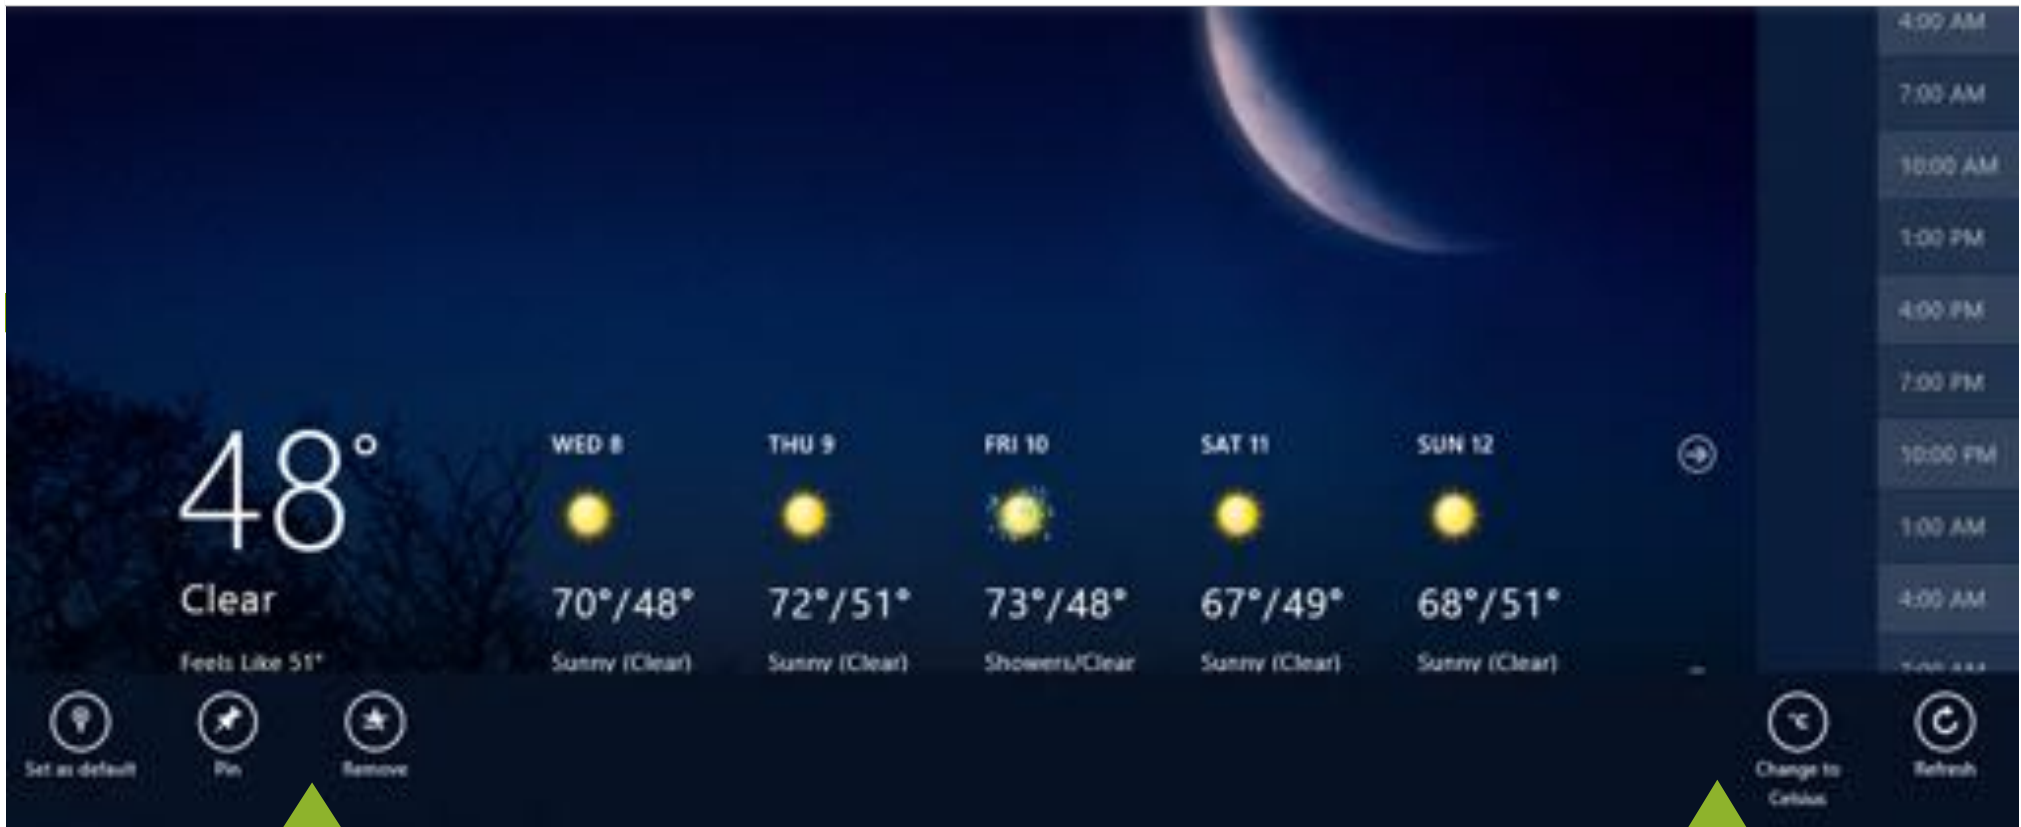 48°
Clear
Feels Like 51°
WED 8
70°/48°
Sunny (Clear)
THU 9
72°/51°
Sunny (Clear)
FRI 10
73°/48°
Showers/Clear
SAT 11
67°/49°
Sunny (Clear)
SUN 12
68°/51°
Sunny (Clear)
4:00 AM
7:00 AM
10:00 AM
1:00 PM
4:00 PM
7:00 PM
10:00 PM
1:00 AM
4:00 AM
7:00 AM
Set as default
Pin
Remove
°C
Change to
Celsius
Refresh